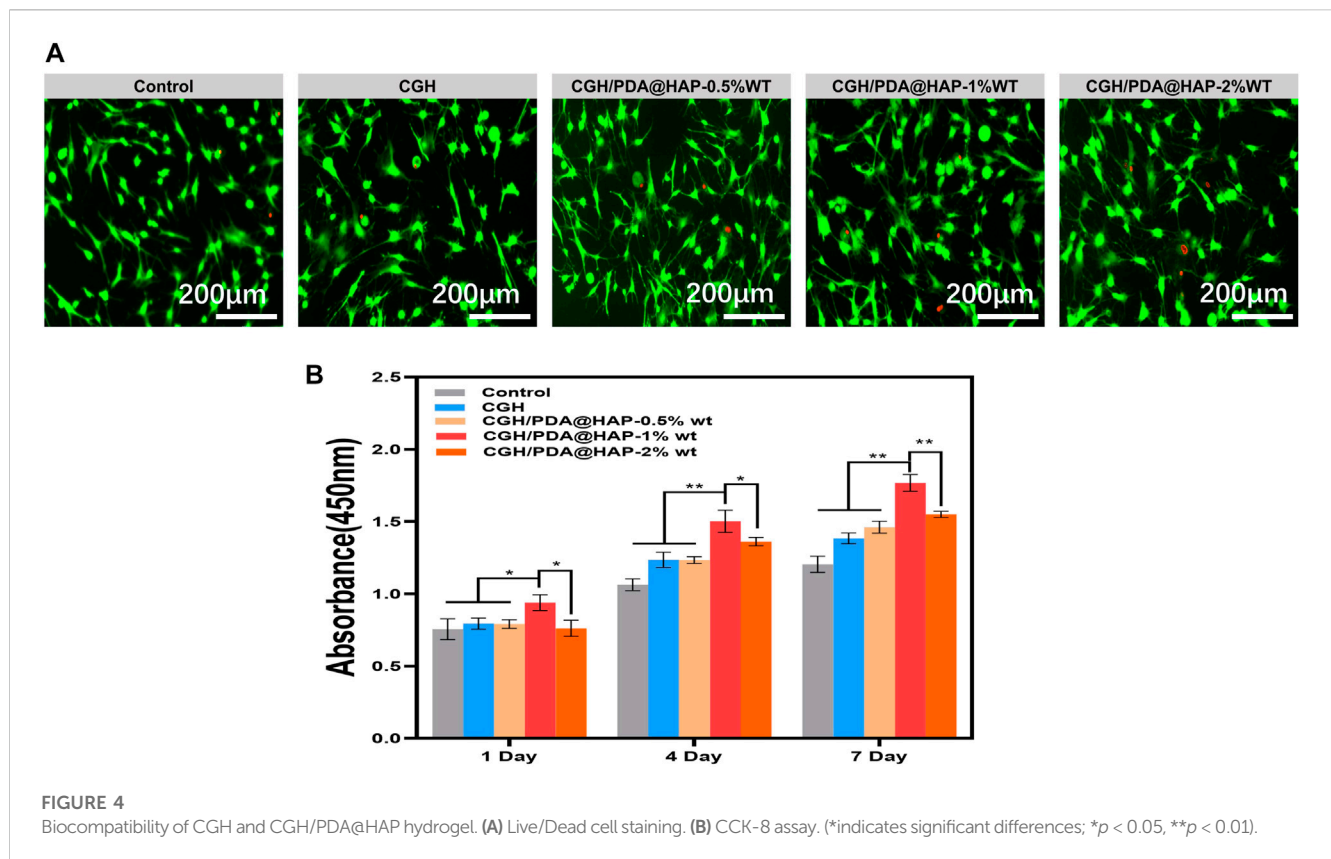 A
Control
CGH
CGH/PDA@HAP-0.5%WT
CGH/PDA@HAP-1%WT
CGH/PDA@HAP-2%WT
200μm
200μm
200μm
200μm
200μm
B
Absorbance(450nm)
2.5
2.0
1.5
1.0
0.5
0.0
Control
CGH
CGH/PDA@HAP-0.5% wt
CGH/PDA@HAP-1% wt
CGH/PDA@HAP-2% wt
*
*
**
*
**
**
1 Day
4 Day
7 Day
FIGURE 4
Biocompatibility of CGH and CGH/PDA@HAP hydrogel. (A) Live/Dead cell staining. (B) CCK-8 assay. (*indicates significant differences; *p < 0.05, **p < 0.01).